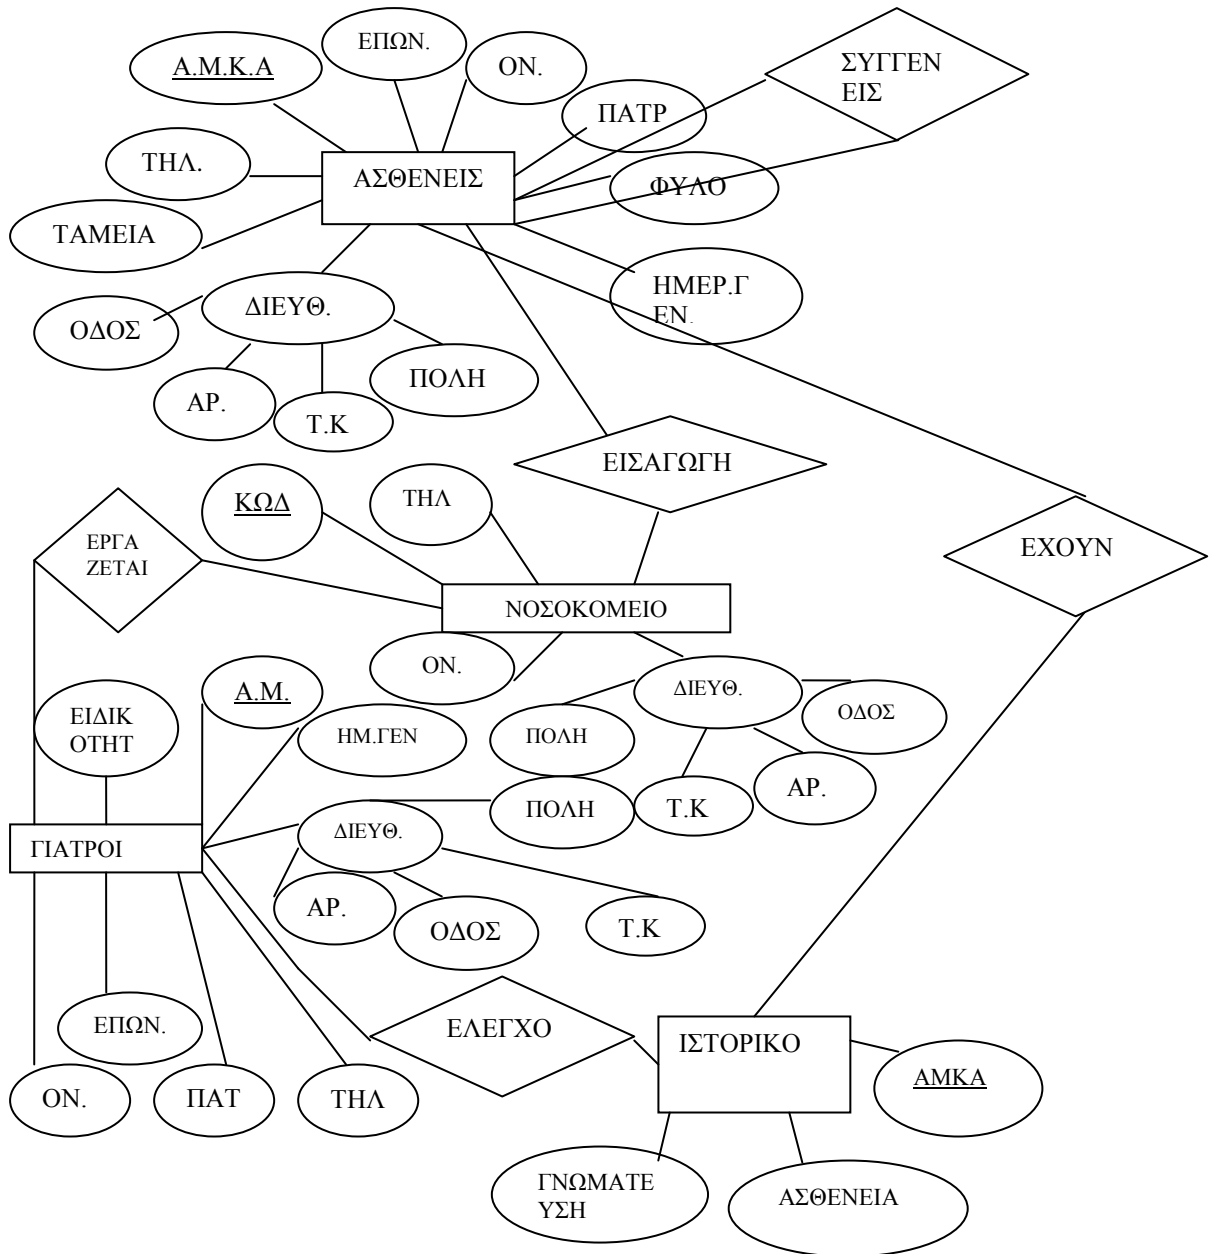 ΕΠΩΝ.
Α.Μ.Κ.Α
ΟΝ.
ΣΥΓΓΕΝ
ΕΙΣ
ΠΑΤΡ
ΤΗΛ.
ΑΣΘΕΝΕΙΣ
ΦΥΛΟ
ΤΑΜΕΙΑ
ΗΜΕΡ.Γ
ΕΝ.
ΔΙΕΥΘ.
ΟΔΟΣ
ΠΟΛΗ
ΑΡ.
Τ.Κ
ΕΙΣΑΓΩΓΗ
ΚΩΔ
ΤΗΛ
ΕΡΓΑ
ΖΕΤΑΙ
ΕΧΟΥΝ
ΝΟΣΟΚΟΜΕΙΟ
ΟΝ.
ΔΙΕΥΘ.
Α.Μ.
ΟΔΟΣ
ΕΙΔΙΚ
ΟΤΗΤ
ΗΜ.ΓΕΝ
ΠΟΛΗ
ΑΡ.
ΠΟΛΗ
Τ.Κ
ΔΙΕΥΘ.
ΓΙΑΤΡΟΙ
ΑΡ.
ΟΔΟΣ
Τ.Κ
ΕΠΩΝ.
ΕΛΕΓΧΟ
ΙΣΤΟΡΙΚΟ
ΑΜΚΑ
ΟΝ.
ΠΑΤ
ΤΗΛ
ΓΝΩΜΑΤΕ
ΥΣΗ
ΑΣΘΕΝΕΙΑ